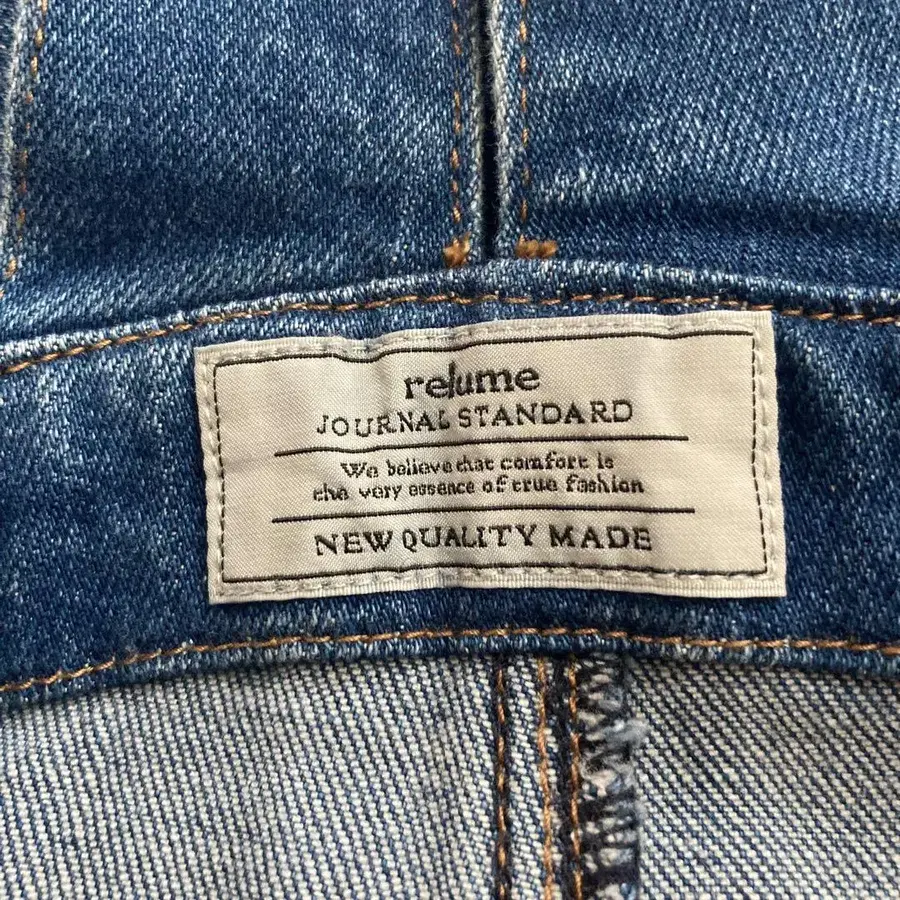 relume
JOURNAL STANDARD
We believe that comfort is
the very essence of true fashion
NEW QUALITY MADE